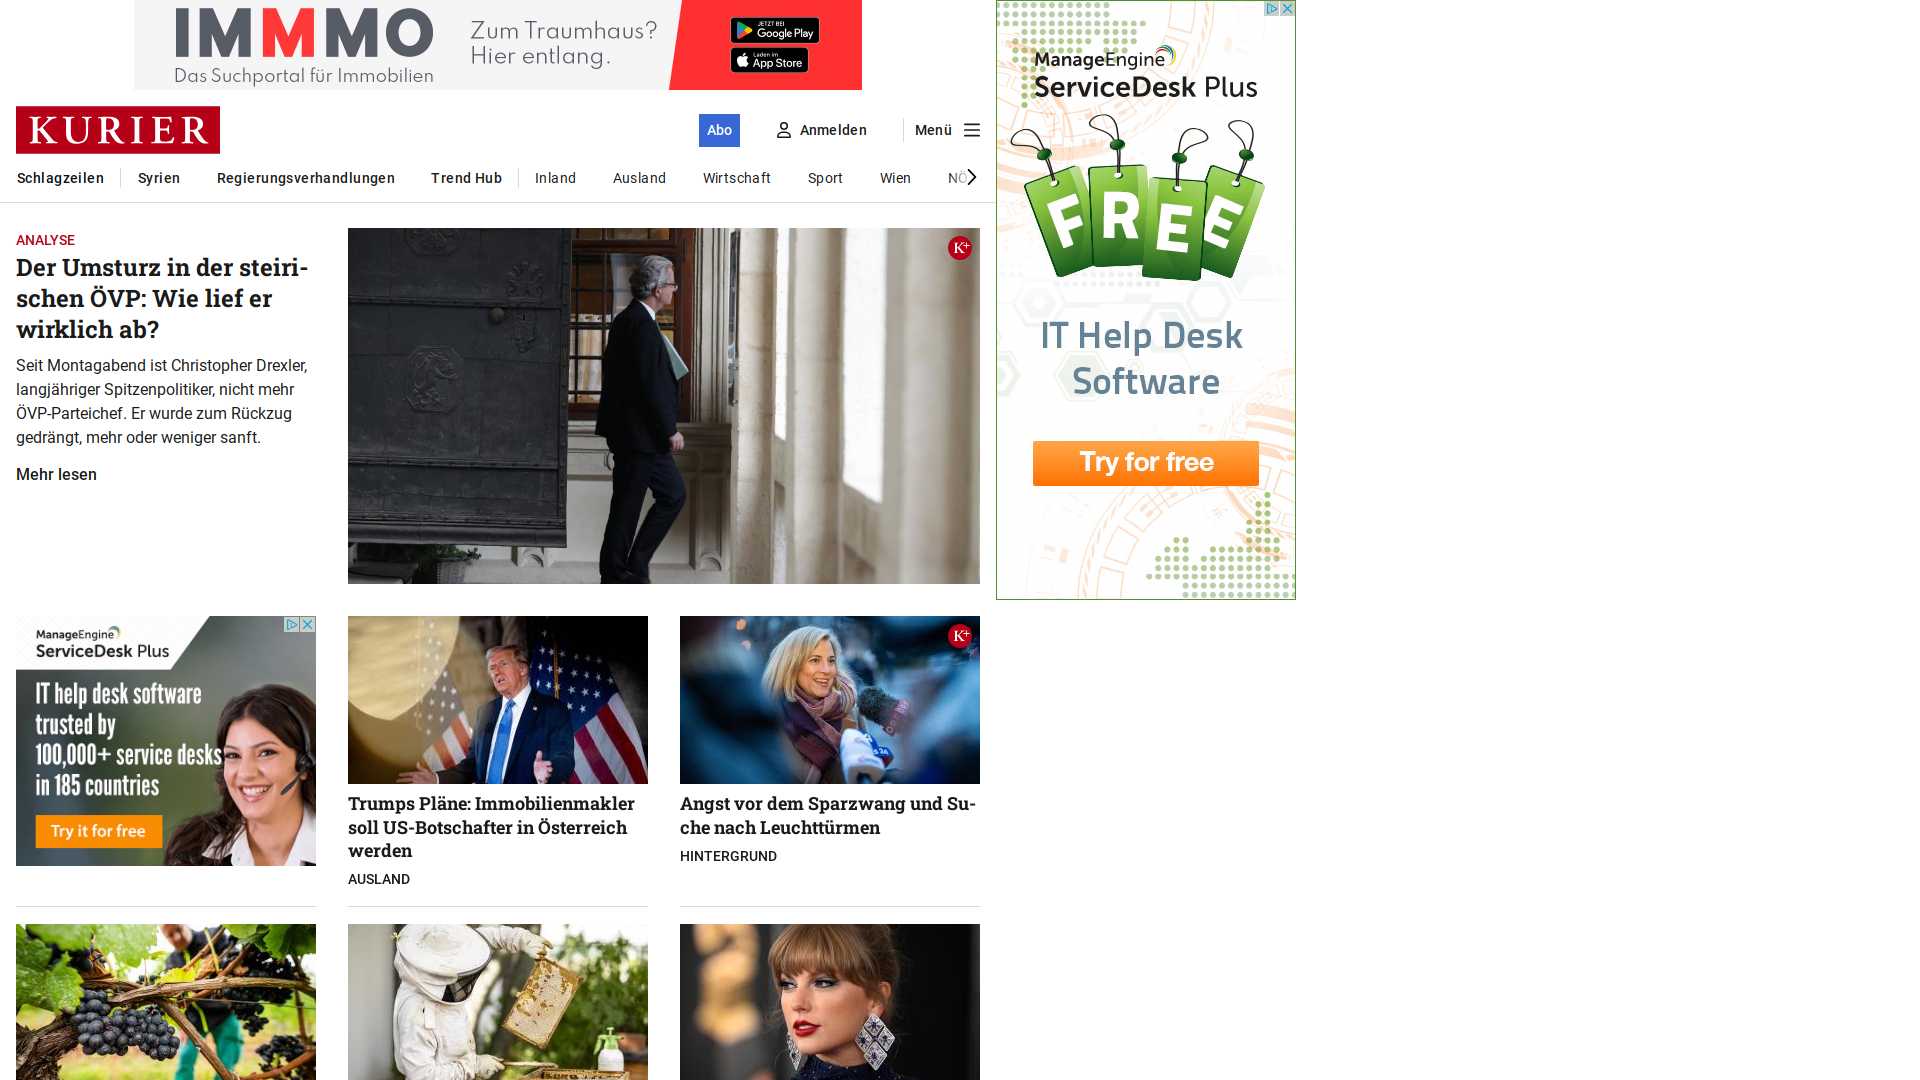 IMMMO
Das Suchportal für Immobilien
Zum Traumhaus?
Hier entlang.
JETZT BEI
Google Play
Laden im
App Store
KURIER
Abo
Anmelden
Menü
Schlagzeilen
Syrien
Regierungsverhandlungen
Trend Hub
Inland
Ausland
Wirtschaft
Sport
Wien
NÖ
ManageEngine
ServiceDesk Plus
FREE
IT Help Desk
Software
Try for free
ANALYSE
Der Umsturz in der steiri-
schen ÖVP: Wie lief er
wirklich ab?
Seit Montagabend ist Christopher Drexler,
langjähriger Spitzenpolitiker, nicht mehr
ÖVP-Parteichef. Er wurde zum Rückzug
gedrängt, mehr oder weniger sanft.
Mehr lesen
K+
ManageEngine
ServiceDesk Plus
IT help desk software
trusted by
100,000+ service desks
in 185 countries
Try it for free
Trumps Pläne: Immobilienmakler
soll US-Botschafter in Österreich
werden
AUSLAND
K+
Angst vor dem Sparzwang und Su-
che nach Leuchttürmen
HINTERGRUND